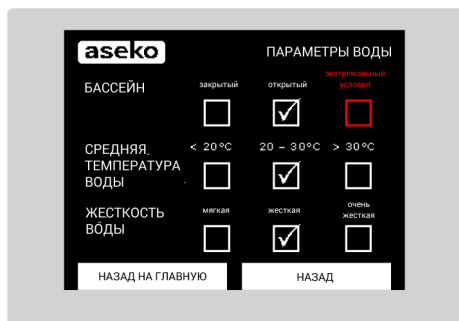 aseko
ПАРАМЕТРЫ ВОДЫ
БАССЕЙН
закрытый
открытый
экстремальные
условия
СРЕДНЯЯ
ТЕМПЕРАТУРА
ВОДЫ
< 20°C
20 – 30°C
> 30°C
ЖЕСТКОСТЬ
ВОДЫ
мягкая
жесткая
очень
жесткая
НАЗАД НА ГЛАВНУЮ
НАЗАД